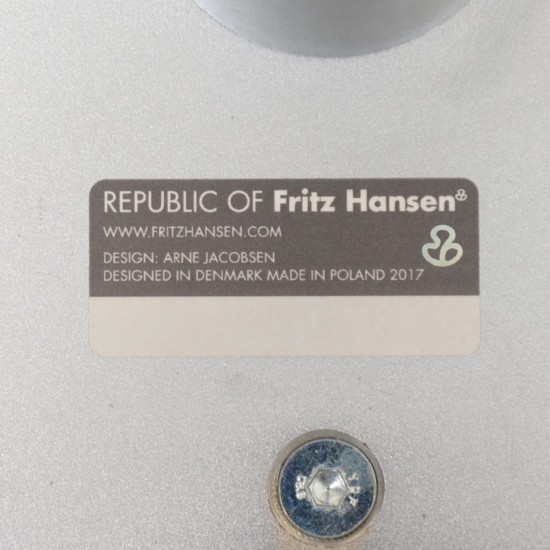 REPUBLIC OF Fritz Hansen
WWW.FRITZHANSEN.COM
DESIGN: ARNE JACOBSEN
DESIGNED IN DENMARK MADE IN POLAND 2017